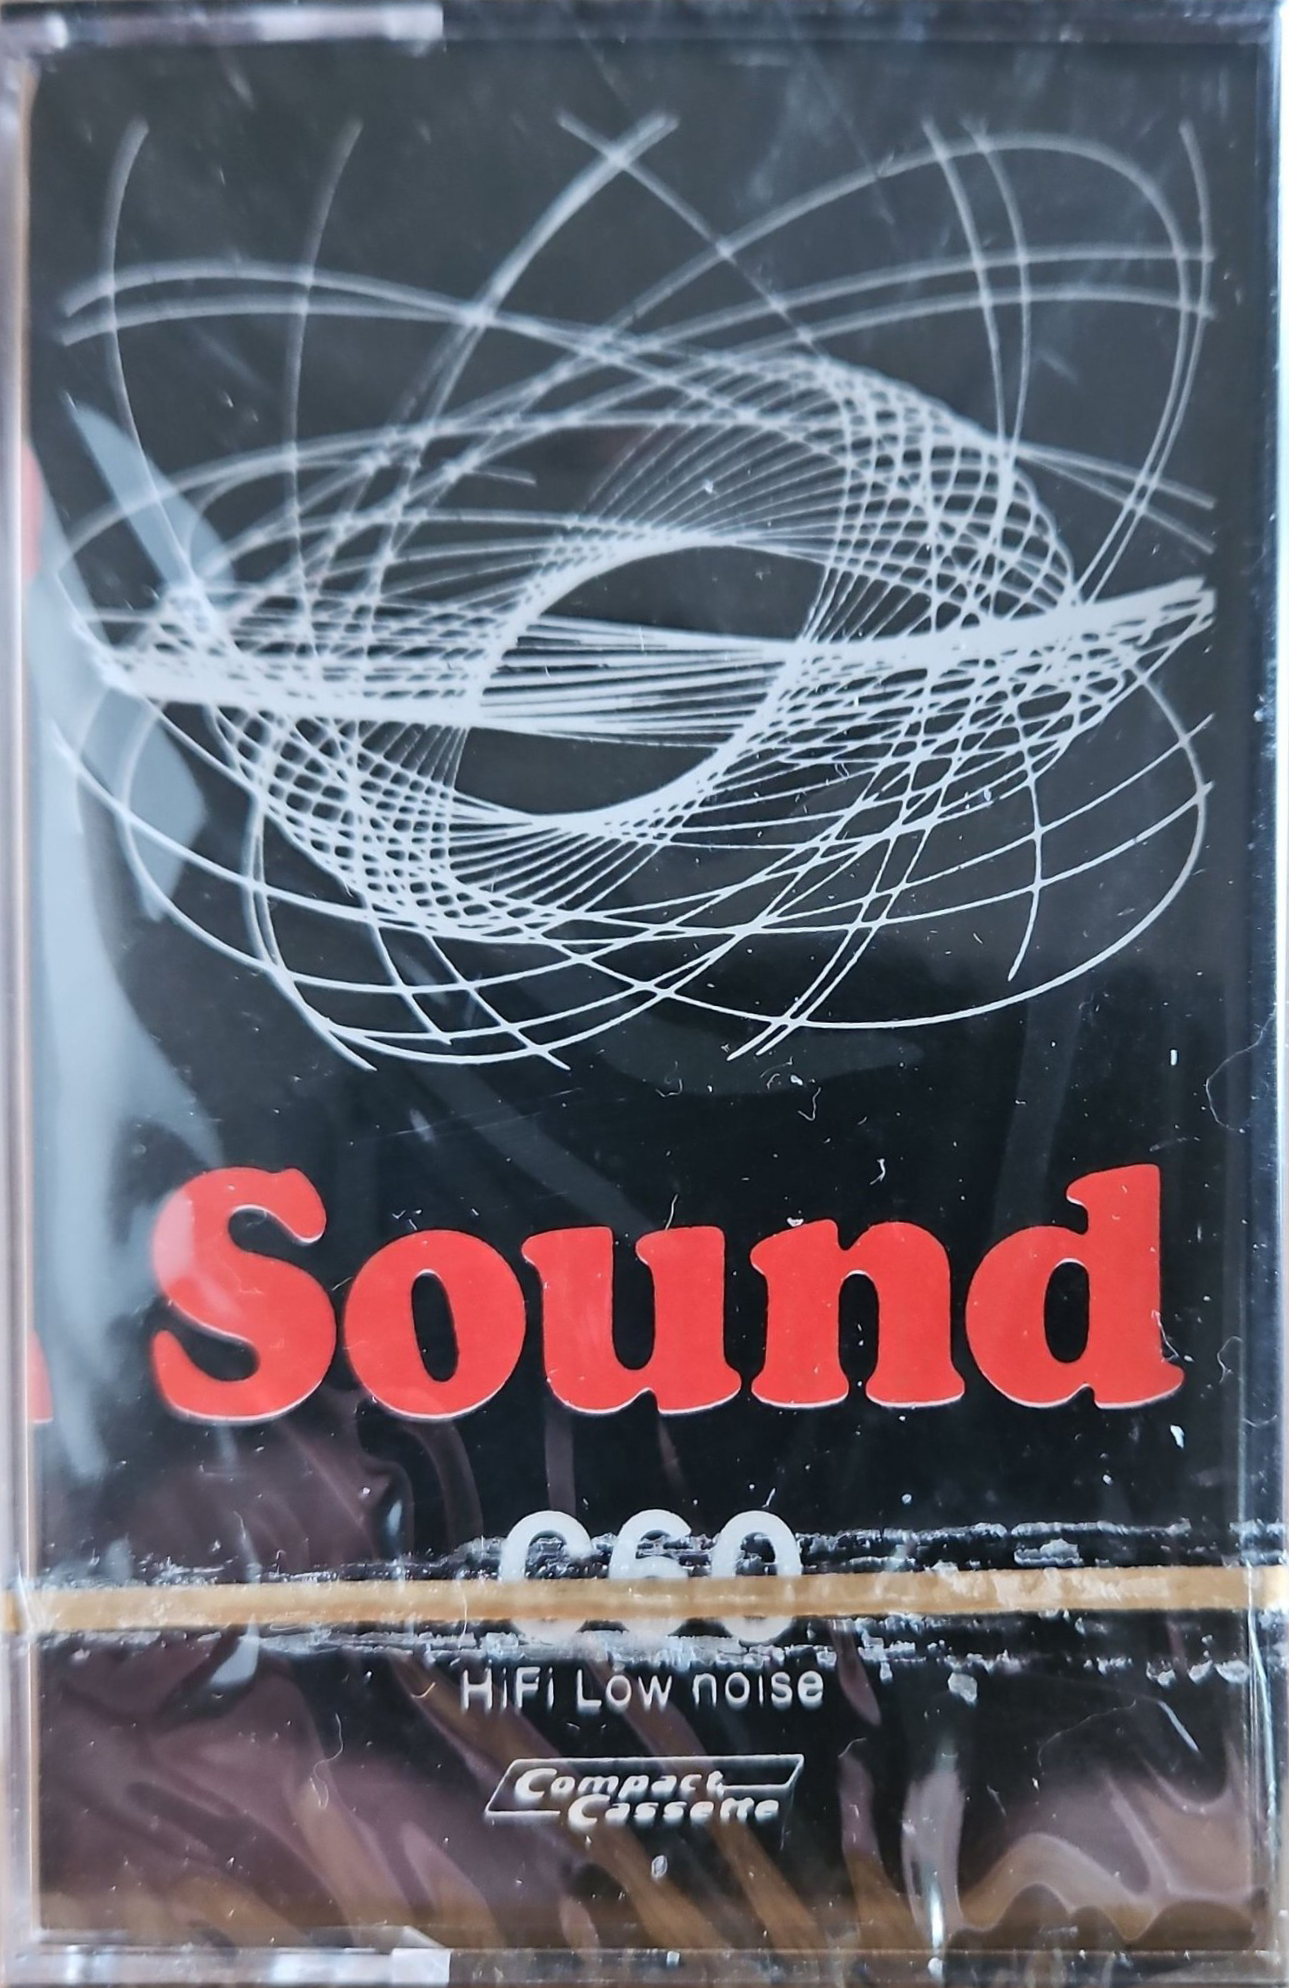 Sound
C60
HiFi Low noise
Compact
Cassette